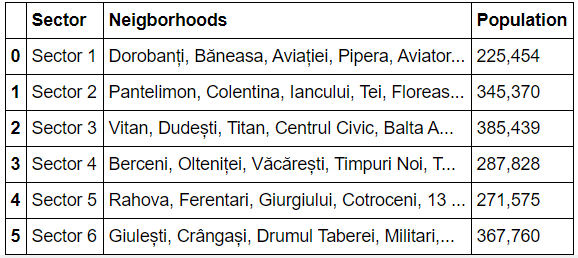 Sector Neigborhoods Population
0 Sector 1 Dorobanți, Băneasa, Aviației, Pipera, Aviator... 225,454
1 Sector 2 Pantelimon, Colentina, Iancului, Tei, Floreas... 345,370
2 Sector 3 Vitan, Dudești, Titan, Centrul Civic, Balta A... 385,439
3 Sector 4 Berceni, Olteniței, Văcărești, Timpuri Noi, T... 287,828
4 Sector 5 Rahova, Ferentari, Giurgiului, Cotroceni, 13 ... 271,575
5 Sector 6 Giulești, Crângași, Drumul Taberei, Militari,... 367,760